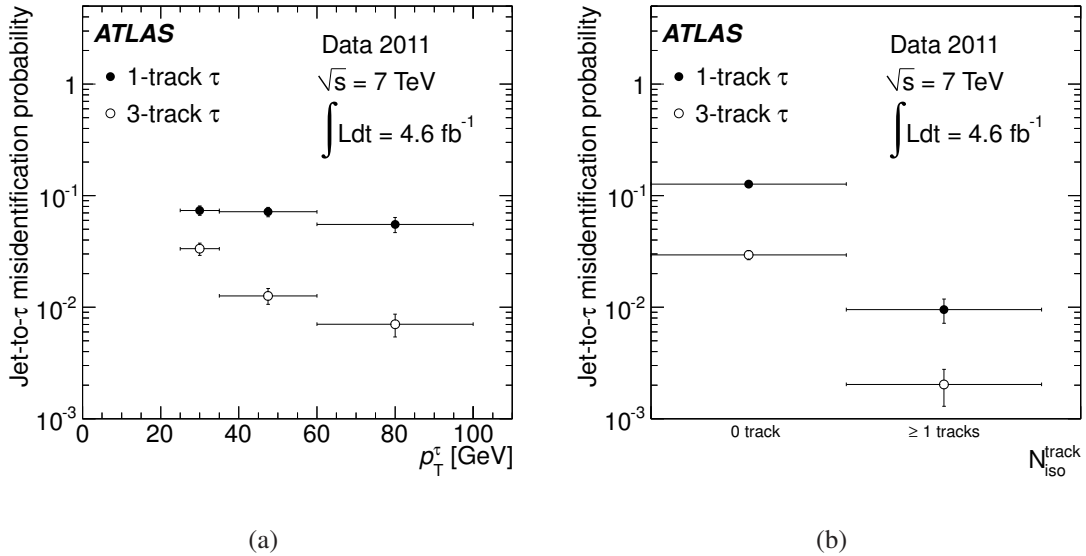 Jet-to-τ misidentification probability
ATLAS
Data 2011
1-track τ
√s = 7 TeV
3-track τ
∫ Ldt = 4.6 fb⁻¹
1
10⁻¹
10⁻²
10⁻³
0 20 40 60 80 100
p_T^τ [GeV]
(a)
Jet-to-τ misidentification probability
ATLAS
Data 2011
1-track τ
√s = 7 TeV
3-track τ
∫ Ldt = 4.6 fb⁻¹
1
10⁻¹
10⁻²
10⁻³
0 track ≥ 1 tracks
N_iso^track
(b)